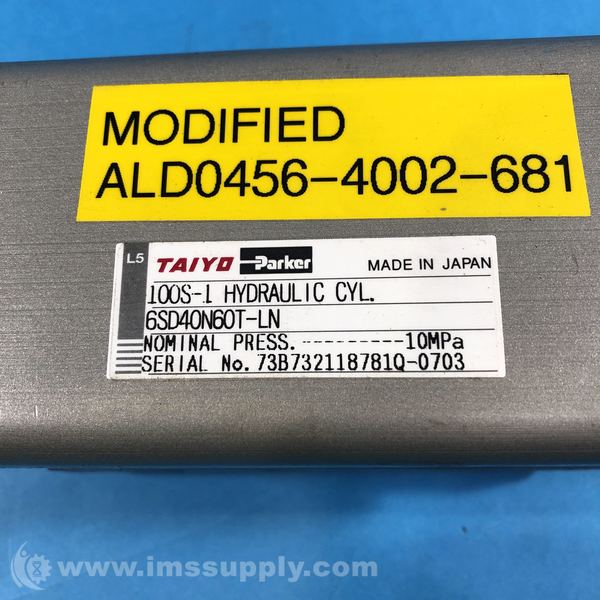 MODIFIED
ALD0456-4002-681
L5 TAIYO Parker MADE IN JAPAN
100S-1 HYDRAULIC CYL.
6SD40N60T-LN
NOMINAL PRESS.----------10MPa
SERIAL No.73B732118781Q-0703
© www.imssupply.com